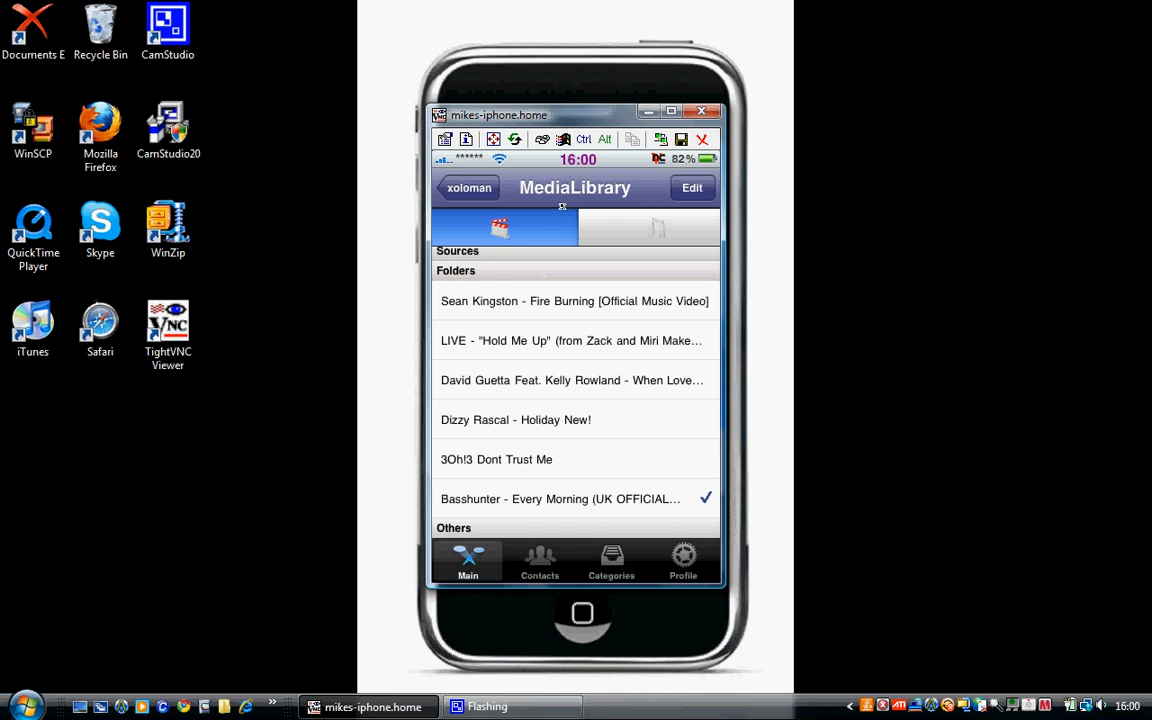 Documents E
Recycle Bin
CamStudio
WinSCP
Mozilla
Firefox
CamStudio20
QuickTime
Player
Skype
WinZip
iTunes
Safari
TightVNC
Viewer
mikes-iphone.home
Ctrl Alt
****** 16:00 82%
xoloman MediaLibrary Edit
Sources
Folders
Sean Kingston - Fire Burning [Official Music Video]
LIVE - "Hold Me Up" (from Zack and Miri Make...
David Guetta Feat. Kelly Rowland - When Love...
Dizzy Rascal - Holiday New!
3Oh!3 Dont Trust Me
Basshunter - Every Morning (UK OFFICIAL...
Others
Main Contacts Categories Profile
mikes-iphone.home Flashing 16:00